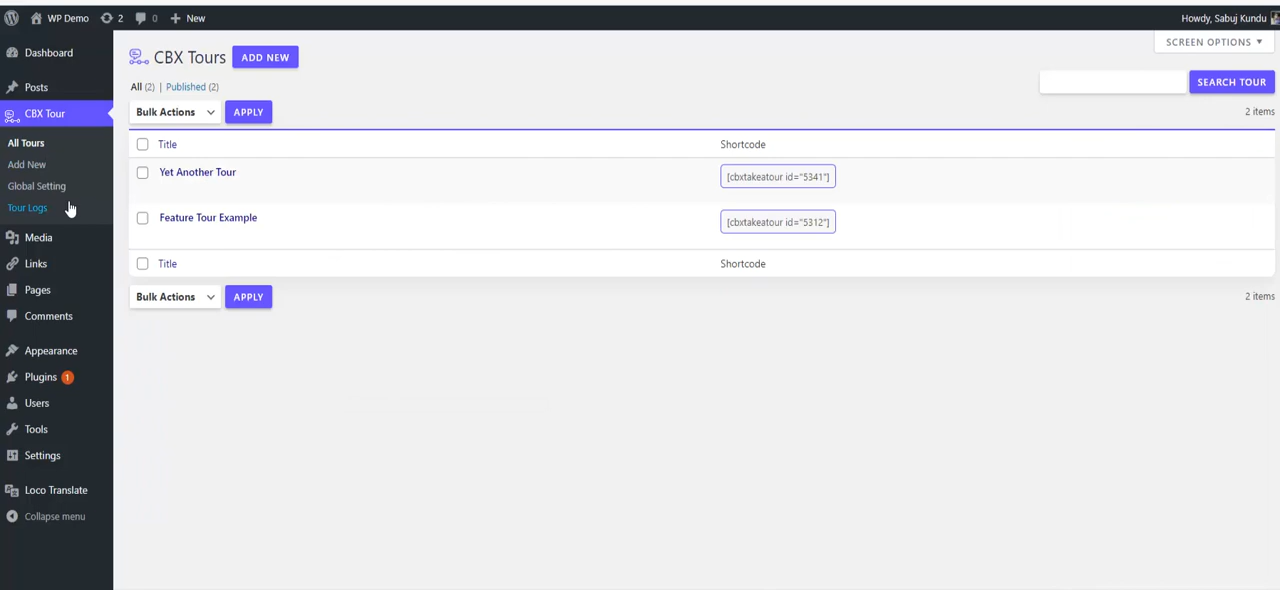 WP Demo 2 0 New Howdy, Sabuj Kundu
Dashboard
Posts
CBX Tour
All Tours
Add New
Global Setting
Tour Logs
Media
Links
Pages
Comments
Appearance
Plugins 1
Users
Tools
Settings
Loco Translate
Collapse menu
SCREEN OPTIONS
CBX Tours ADD NEW
All (2) | Published (2)
SEARCH TOUR
Bulk Actions APPLY 2 items
Title Shortcode
Yet Another Tour [cbxtakeatour id="5341"]
Feature Tour Example [cbxtakeatour id="5312"]
Title Shortcode
Bulk Actions APPLY 2 items